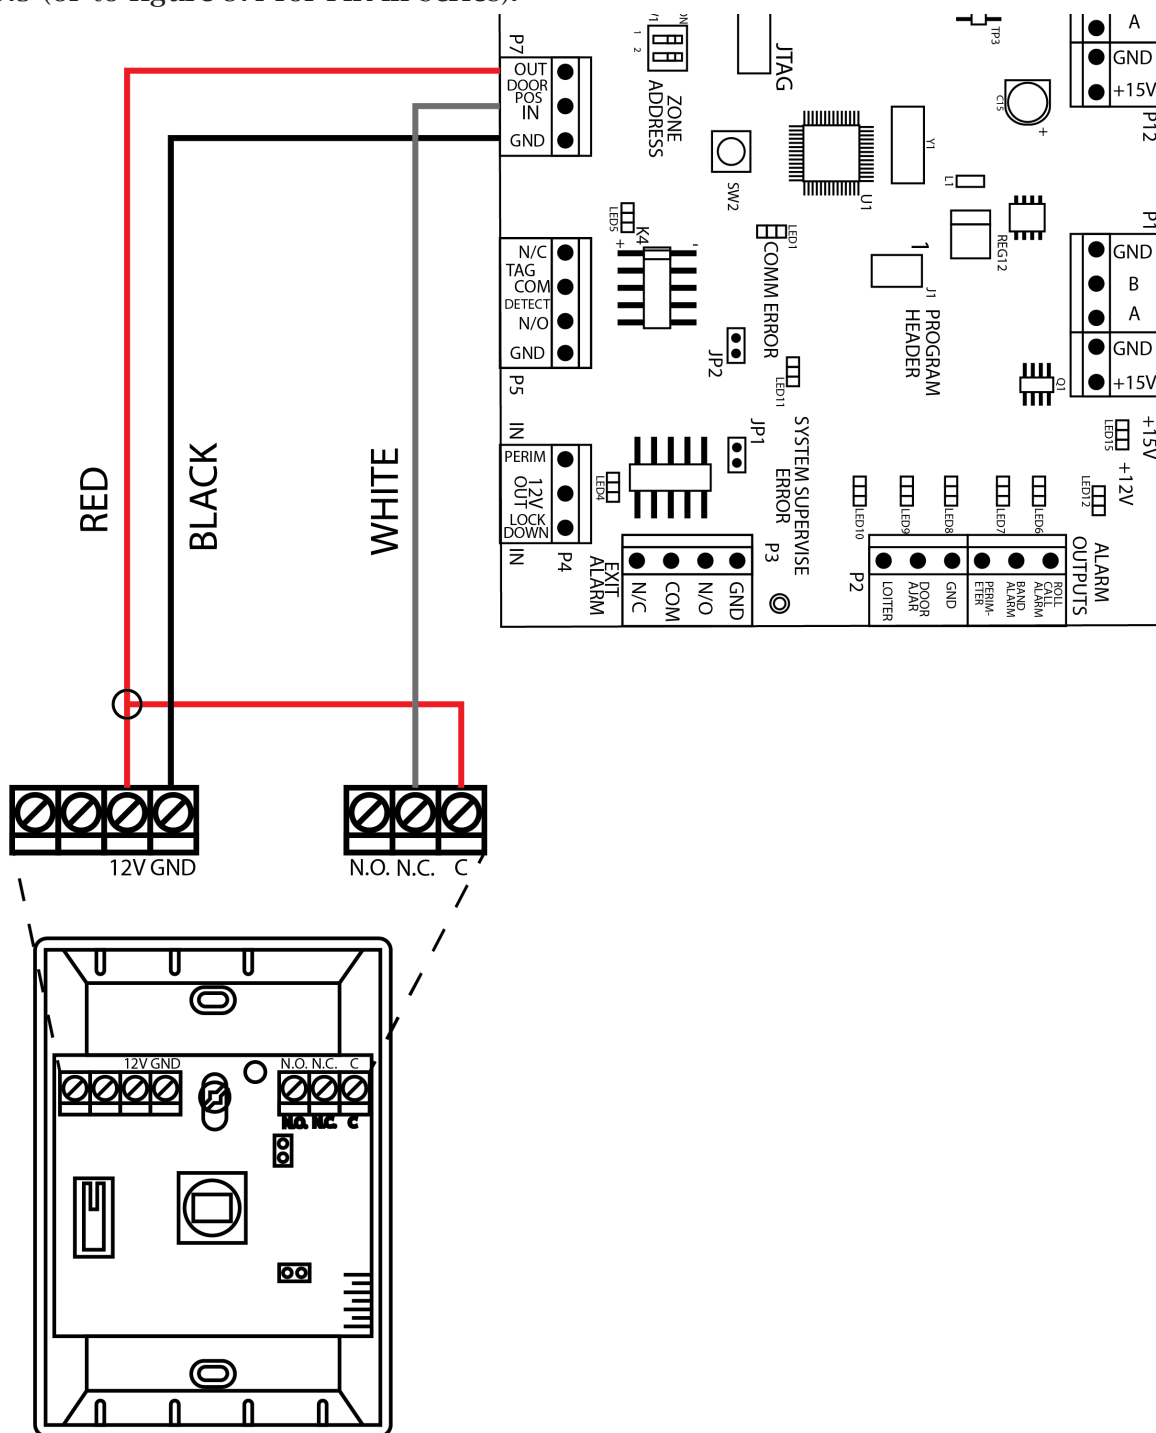 P7
OUT
DOOR
POS
IN
GND
1
2
ZONE
ADDRESS
JTAG
SW2
U1
Y1
TP3
C15
+
A
GND
+15V
P12
L1
REG12
LED5
K4
+
LED1
COMM ERROR
1
J1
PROGRAM
HEADER
N/C
TAG
COM
DETECT
N/O
GND
P5
JP2
LED11
P1
GND
B
A
GND
+15V
Q1
IN
PERIM
12V
OUT
LOCK
DOWN
IN
P4
LED4
JP1
SYSTEM SUPERVISE
ERROR
LED15
+15V
+12V
LED12
LED10
LED9
LED8
LED7
LED6
EXIT
ALARM
N/C
COM
N/O
GND
P3
P2
LOITER
DOOR
AJAR
GND
PERIM-
ETER
BAND
ALARM
ROLL
CALL
ALARM
ALARM
OUTPUTS
RED
BLACK
WHITE
12V GND
N.O. N.C. C
12V GND
N.O. N.C. C
N.O. N.C. C